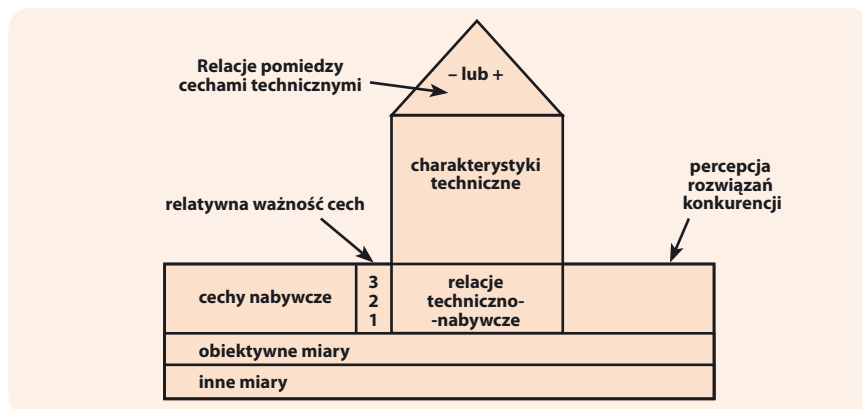 Relacje pomiedzy
cechami technicznymi
– lub +
charakterystyki
techniczne
percepcja
rozwiązań
konkurencji
relatywna ważność cech
cechy nabywcze
3
2
1
relacje
techniczno-
-nabywcze
obiektywne miary
inne miary